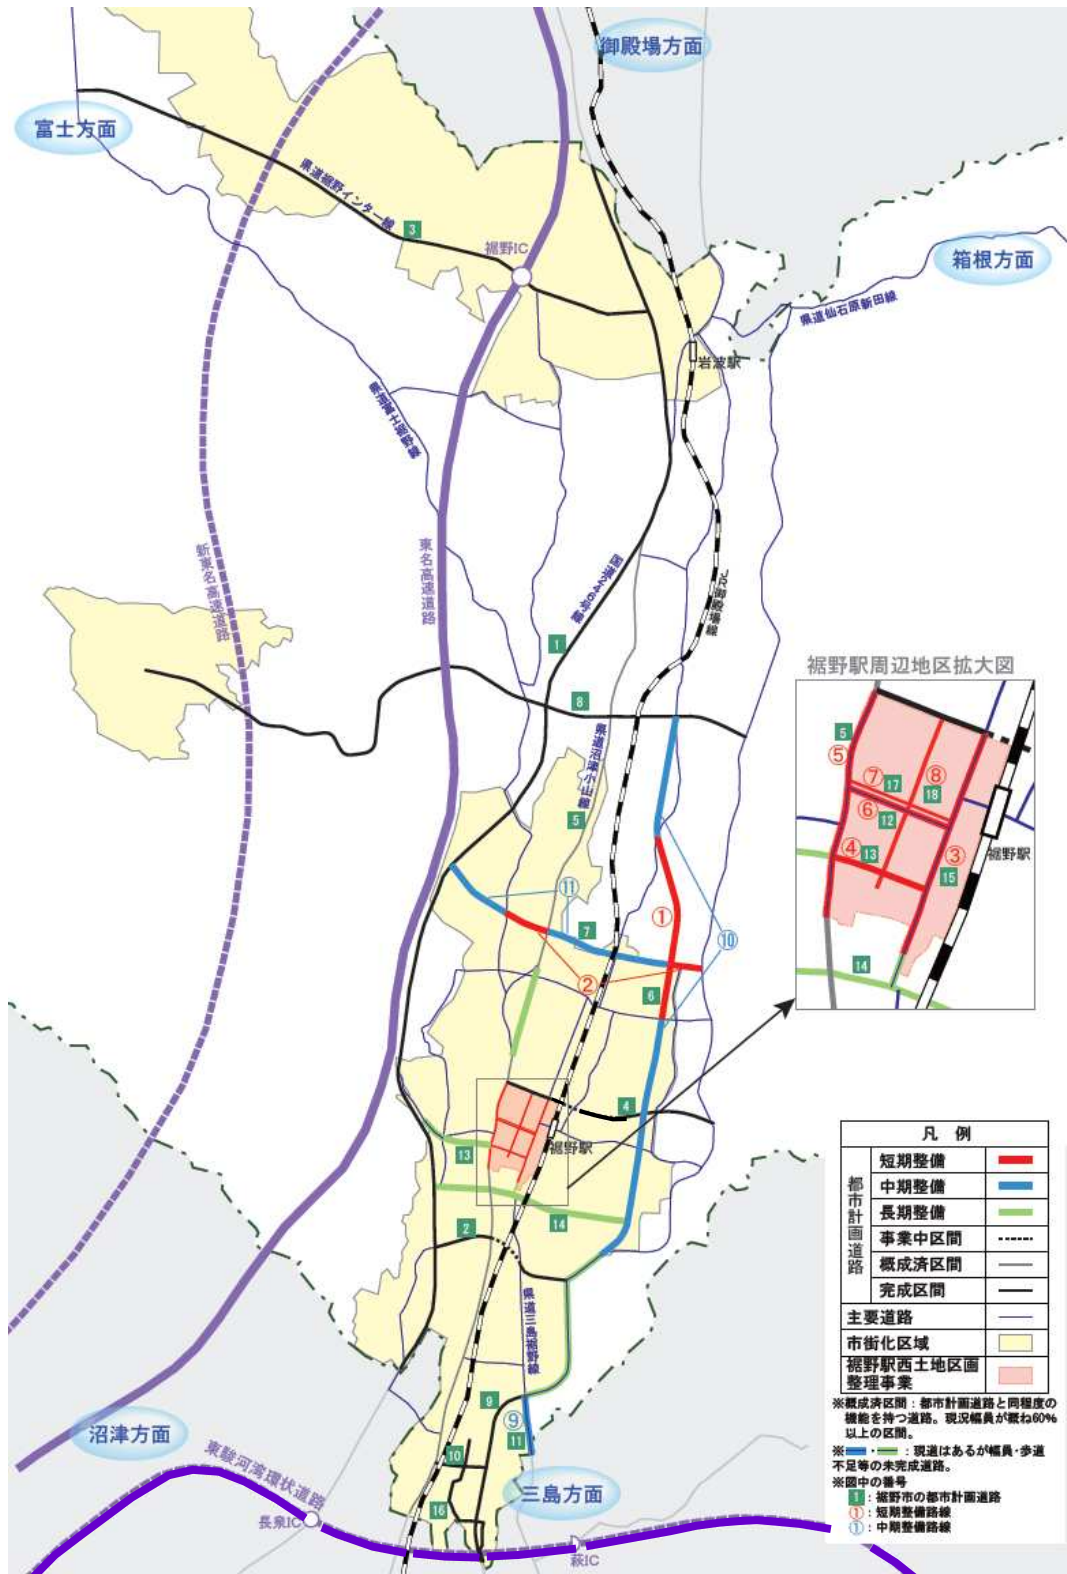 御殿場方面
富士方面
県道裾野インター線
3
裾野IC
箱根方面
県道仙石原新田線
岩波駅
県道富士裾野線
新東名高速道路
東名高速道路
国道246号線
JR御殿場線
1
8
県道沼津小山線
5
裾野駅周辺地区拡大図
5
⑤
⑦
17
⑧
18
⑥
12
④
13
③
15
裾野駅
14
⑪
①
7
⑩
②
6
4
裾野駅
13
14
2
県道三島裾野線
9
⑨
11
10
16
沼津方面
東駿河湾環状道路
長泉IC
三島方面
萩IC
凡 例
都市計画道路
短期整備
中期整備
長期整備
事業中区間
概成済区間
完成区間
主要道路
市街化区域
裾野駅西土地区画
整理事業
※概成済区間：都市計画道路と同程度の
機能を持つ道路。現況幅員が概ね60%
以上の区間。
※ ・ ：現道はあるが幅員・歩道
不足等の未完成道路。
※図中の番号
1：裾野市の都市計画道路
①：短期整備路線
①：中期整備路線